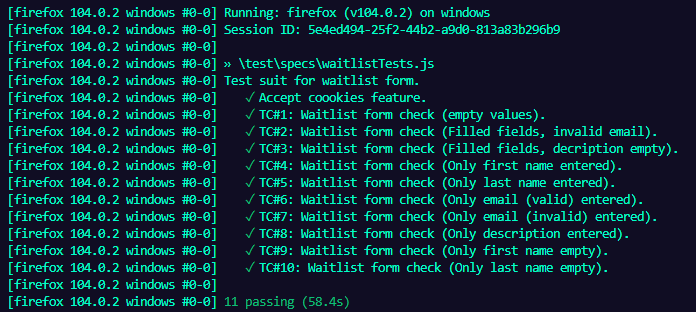 [firefox 104.0.2 windows #0-0] Running: firefox (v104.0.2) on windows
[firefox 104.0.2 windows #0-0] Session ID: 5e4ed494-25f2-44b2-a9d0-813a83b296b9
[firefox 104.0.2 windows #0-0]
[firefox 104.0.2 windows #0-0] » \test\specs\waitlistTests.js
[firefox 104.0.2 windows #0-0] Test suit for waitlist form.
[firefox 104.0.2 windows #0-0]    ✓ Accept coookies feature.
[firefox 104.0.2 windows #0-0]    ✓ TC#1: Waitlist form check (empty values).
[firefox 104.0.2 windows #0-0]    ✓ TC#2: Waitlist form check (Filled fields, invalid email).
[firefox 104.0.2 windows #0-0]    ✓ TC#3: Waitlist form check (Filled fields, decription empty).
[firefox 104.0.2 windows #0-0]    ✓ TC#4: Waitlist form check (Only first name entered).
[firefox 104.0.2 windows #0-0]    ✓ TC#5: Waitlist form check (Only last name entered).
[firefox 104.0.2 windows #0-0]    ✓ TC#6: Waitlist form check (Only email (valid) entered).
[firefox 104.0.2 windows #0-0]    ✓ TC#7: Waitlist form check (Only email (invalid) entered).
[firefox 104.0.2 windows #0-0]    ✓ TC#8: Waitlist form check (Only description entered).
[firefox 104.0.2 windows #0-0]    ✓ TC#9: Waitlist form check (Only first name empty).
[firefox 104.0.2 windows #0-0]    ✓ TC#10: Waitlist form check (Only last name empty).
[firefox 104.0.2 windows #0-0]
[firefox 104.0.2 windows #0-0] 11 passing (58.4s)